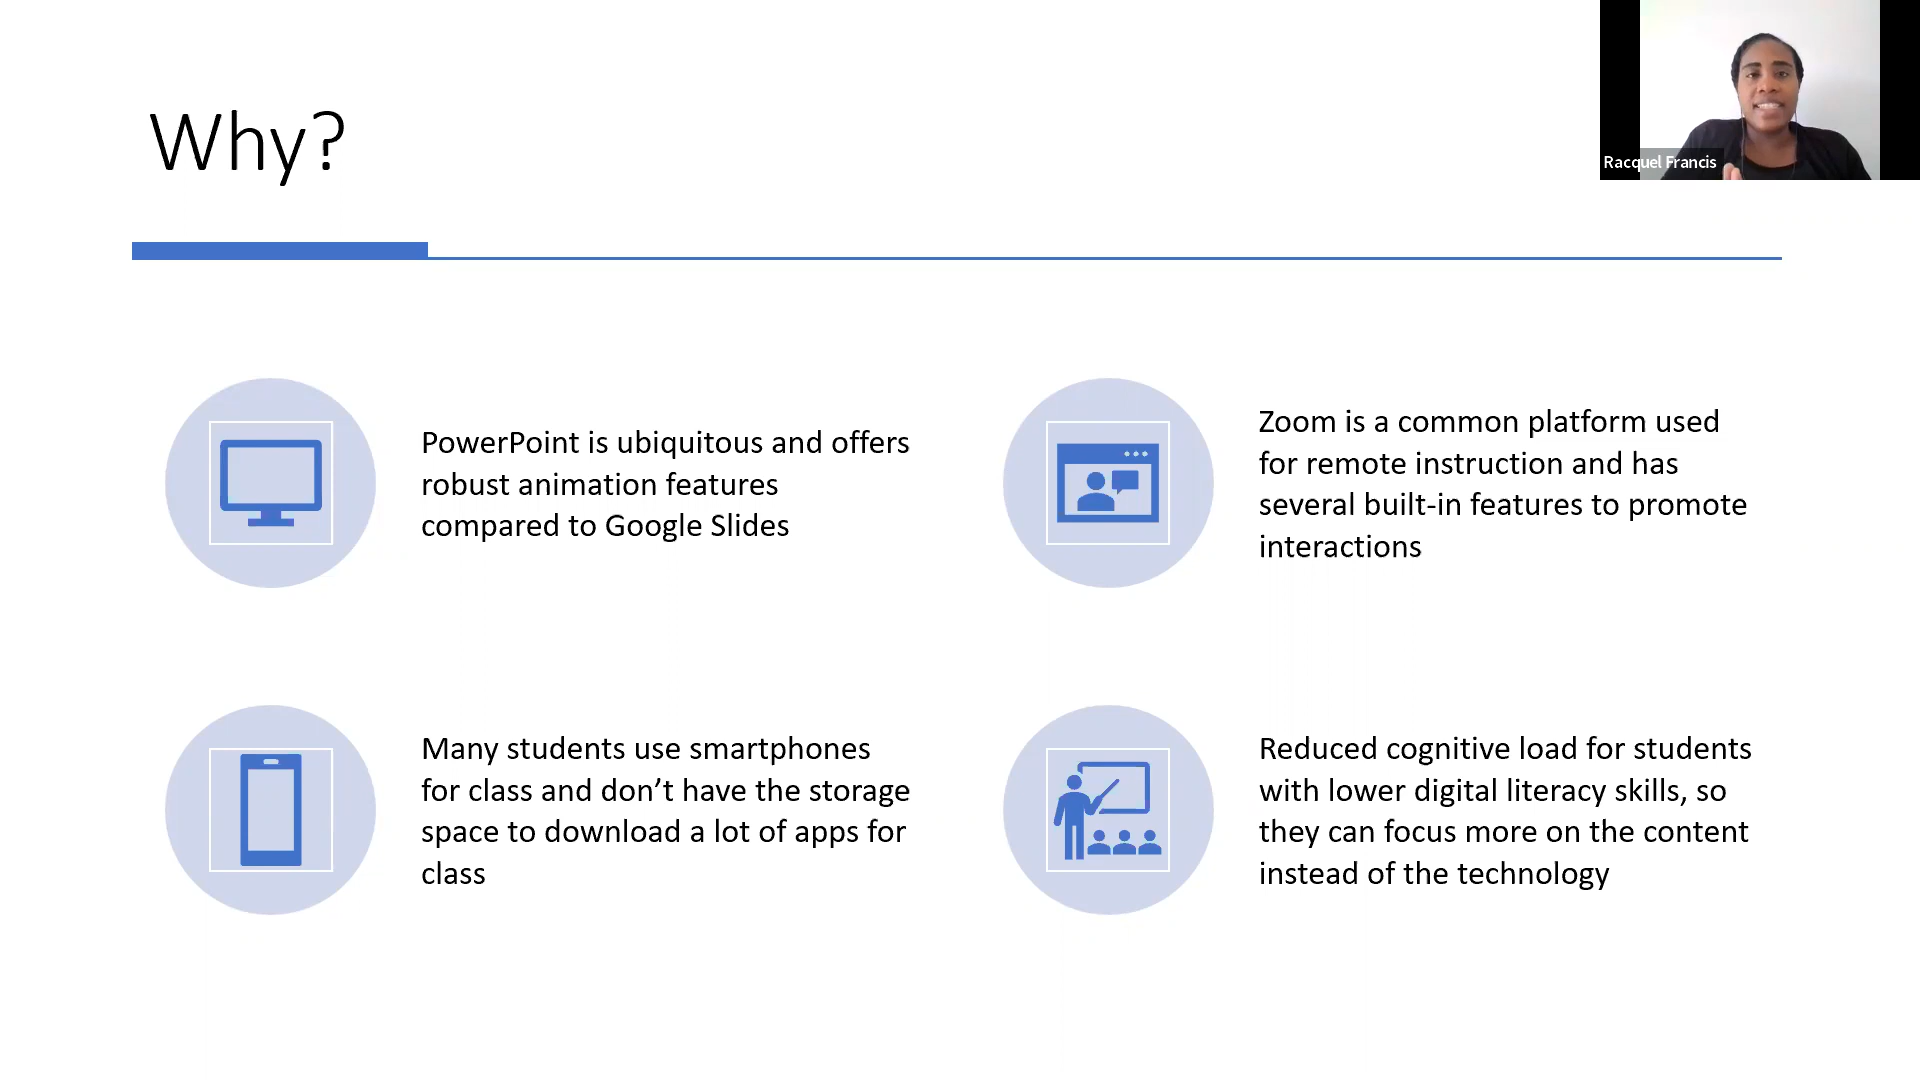 Why?
Racquel Francis
PowerPoint is ubiquitous and offers
robust animation features
compared to Google Slides
Zoom is a common platform used
for remote instruction and has
several built-in features to promote
interactions
Many students use smartphones
for class and don’t have the storage
space to download a lot of apps for
class
Reduced cognitive load for students
with lower digital literacy skills, so
they can focus more on the content
instead of the technology